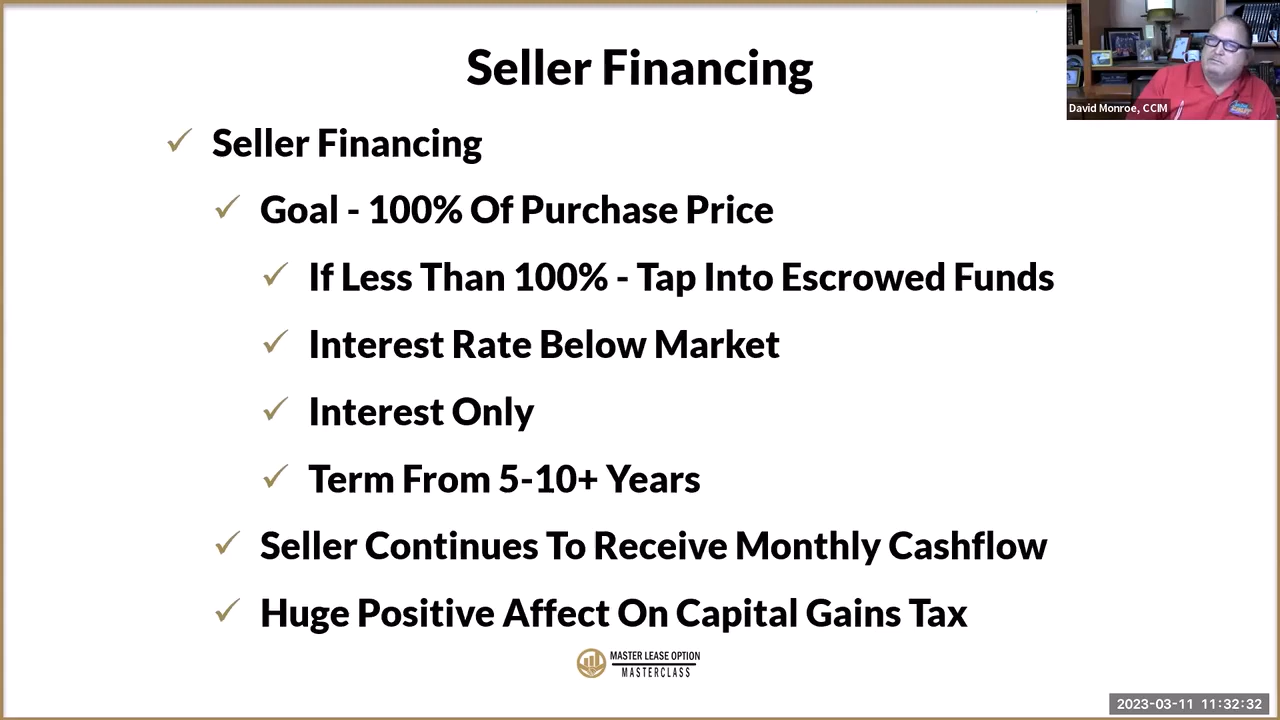 Seller Financing
David Monroe, CCIM
Seller Financing
Goal - 100% Of Purchase Price
If Less Than 100% - Tap Into Escrowed Funds
Interest Rate Below Market
Interest Only
Term From 5-10+ Years
Seller Continues To Receive Monthly Cashflow
Huge Positive Affect On Capital Gains Tax
MASTER LEASE OPTION
MASTERCLASS
2023-03-11 11:32:32